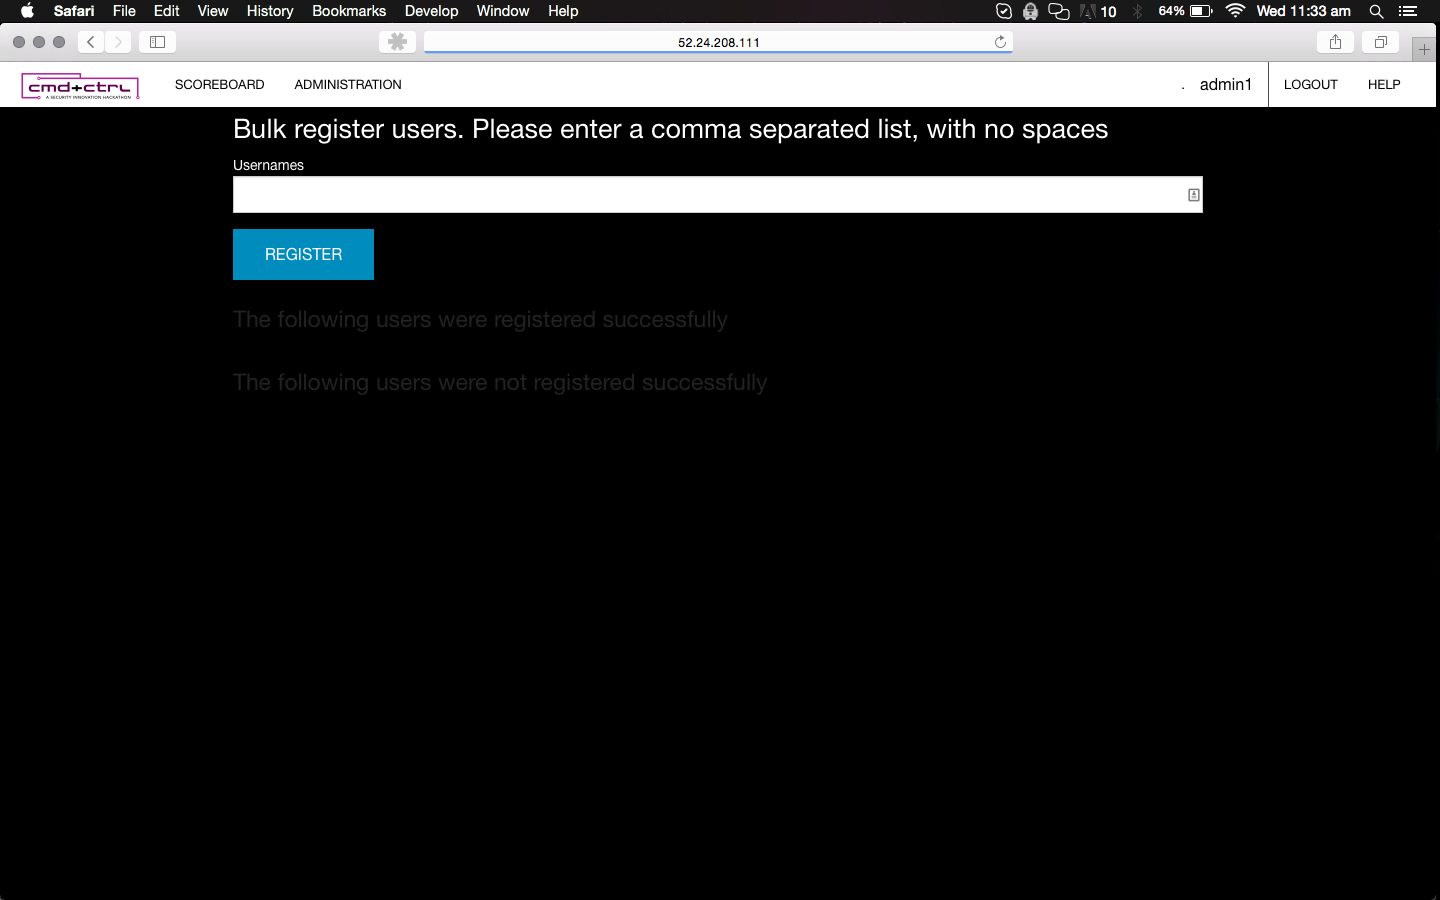 Safari File Edit View History Bookmarks Develop Window Help 10 64% Wed 11:33 am
52.24.208.111
cmd+ctrl
A SECURITY INNOVATION HACKATHON
SCOREBOARD ADMINISTRATION . admin1 LOGOUT HELP
Bulk register users. Please enter a comma separated list, with no spaces
Usernames
REGISTER
The following users were registered successfully
The following users were not registered successfully